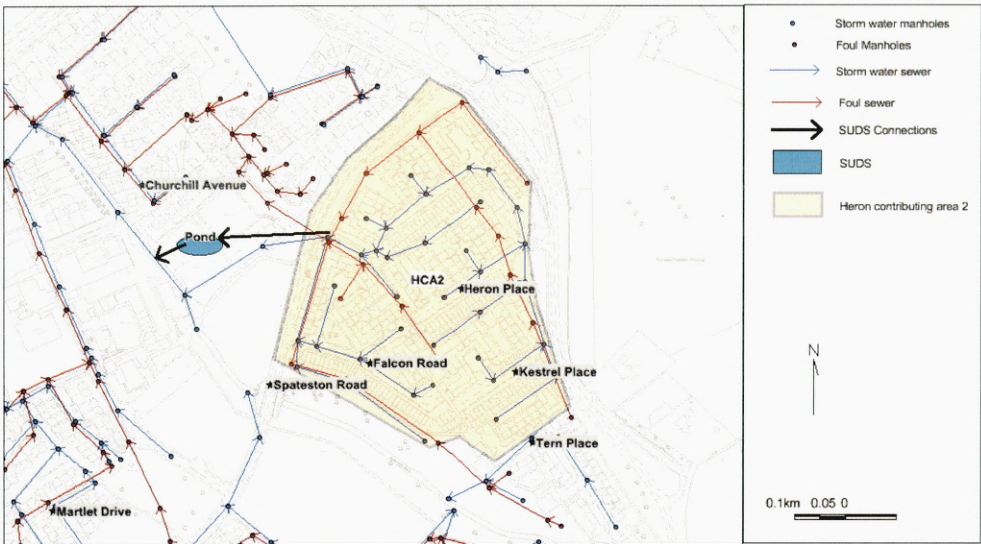 Churchill Avenue
Pond
HCA2
Heron Place
Falcon Road
Kestrel Place
Spateston Road
Tern Place
Martlet Drive
Storm water manholes
Foul Manholes
Storm water sewer
Foul sewer
SUDS Connections
SUDS
Heron contributing area 2
N
0.1km 0.05 0